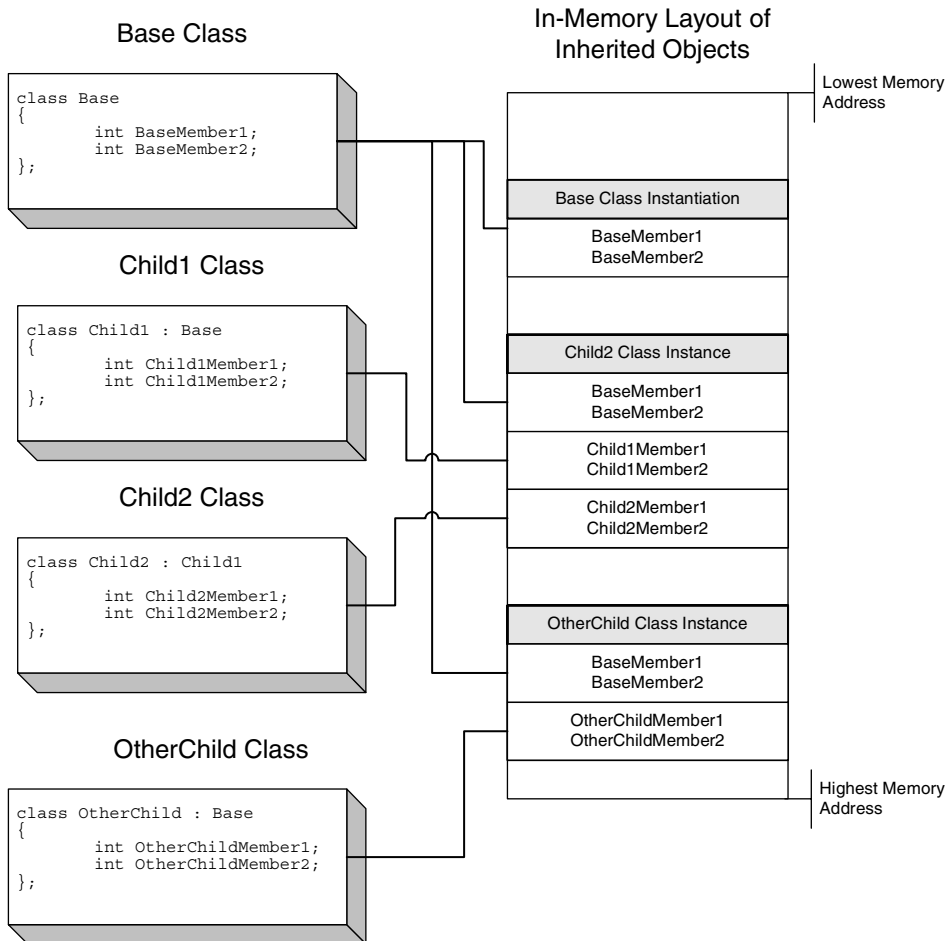 Base Class
class Base
{
int BaseMember1;
int BaseMember2;
};
Child1 Class
class Child1 : Base
{
int Child1Member1;
int Child1Member2;
};
Child2 Class
class Child2 : Child1
{
int Child2Member1;
int Child2Member2;
};
OtherChild Class
class OtherChild : Base
{
int OtherChildMember1;
int OtherChildMember2;
};
In-Memory Layout of
Inherited Objects
Lowest Memory
Address
Base Class Instantiation
BaseMember1
BaseMember2
Child2 Class Instance
BaseMember1
BaseMember2
Child1Member1
Child1Member2
Child2Member1
Child2Member2
OtherChild Class Instance
BaseMember1
BaseMember2
OtherChildMember1
OtherChildMember2
Highest Memory
Address